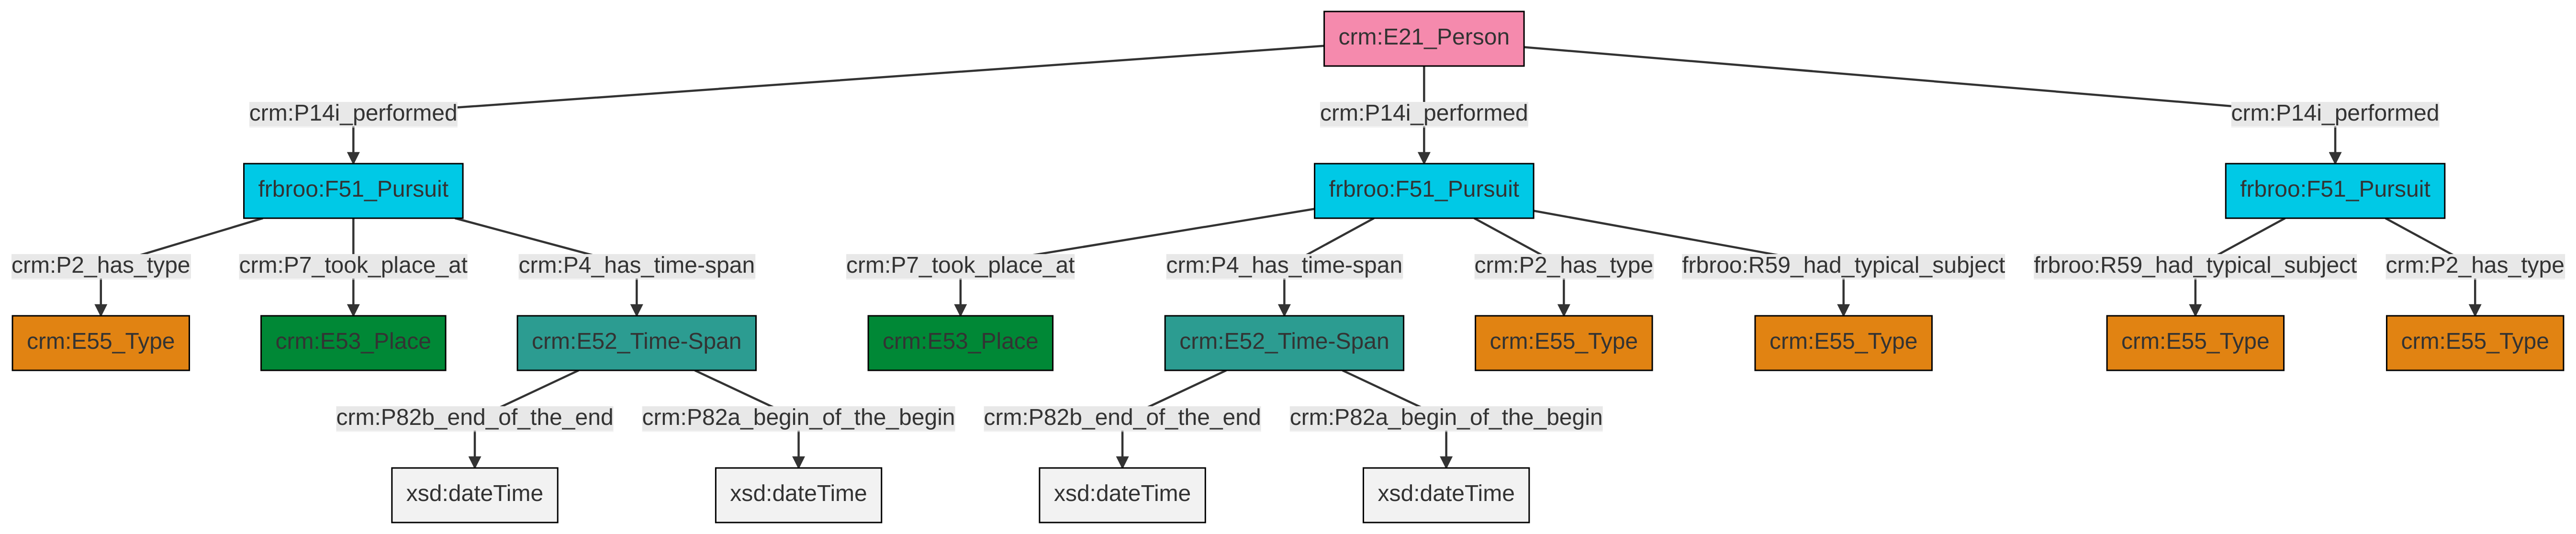 crm:E21_Person
crm:P14i_performed
crm:P14i_performed
crm:P14i_performed
frbroo:F51_Pursuit
frbroo:F51_Pursuit
frbroo:F51_Pursuit
crm:P2_has_type
crm:P7_took_place_at
crm:P4_has_time-span
crm:P7_took_place_at
crm:P4_has_time-span
crm:P2_has_type
frbroo:R59_had_typical_subject
frbroo:R59_had_typical_subject
crm:P2_has_type
crm:E55_Type
crm:E53_Place
crm:E52_Time-Span
crm:E53_Place
crm:E52_Time-Span
crm:E55_Type
crm:E55_Type
crm:E55_Type
crm:E55_Type
crm:P82b_end_of_the_end
crm:P82a_begin_of_the_begin
crm:P82b_end_of_the_end
crm:P82a_begin_of_the_begin
xsd:dateTime
xsd:dateTime
xsd:dateTime
xsd:dateTime